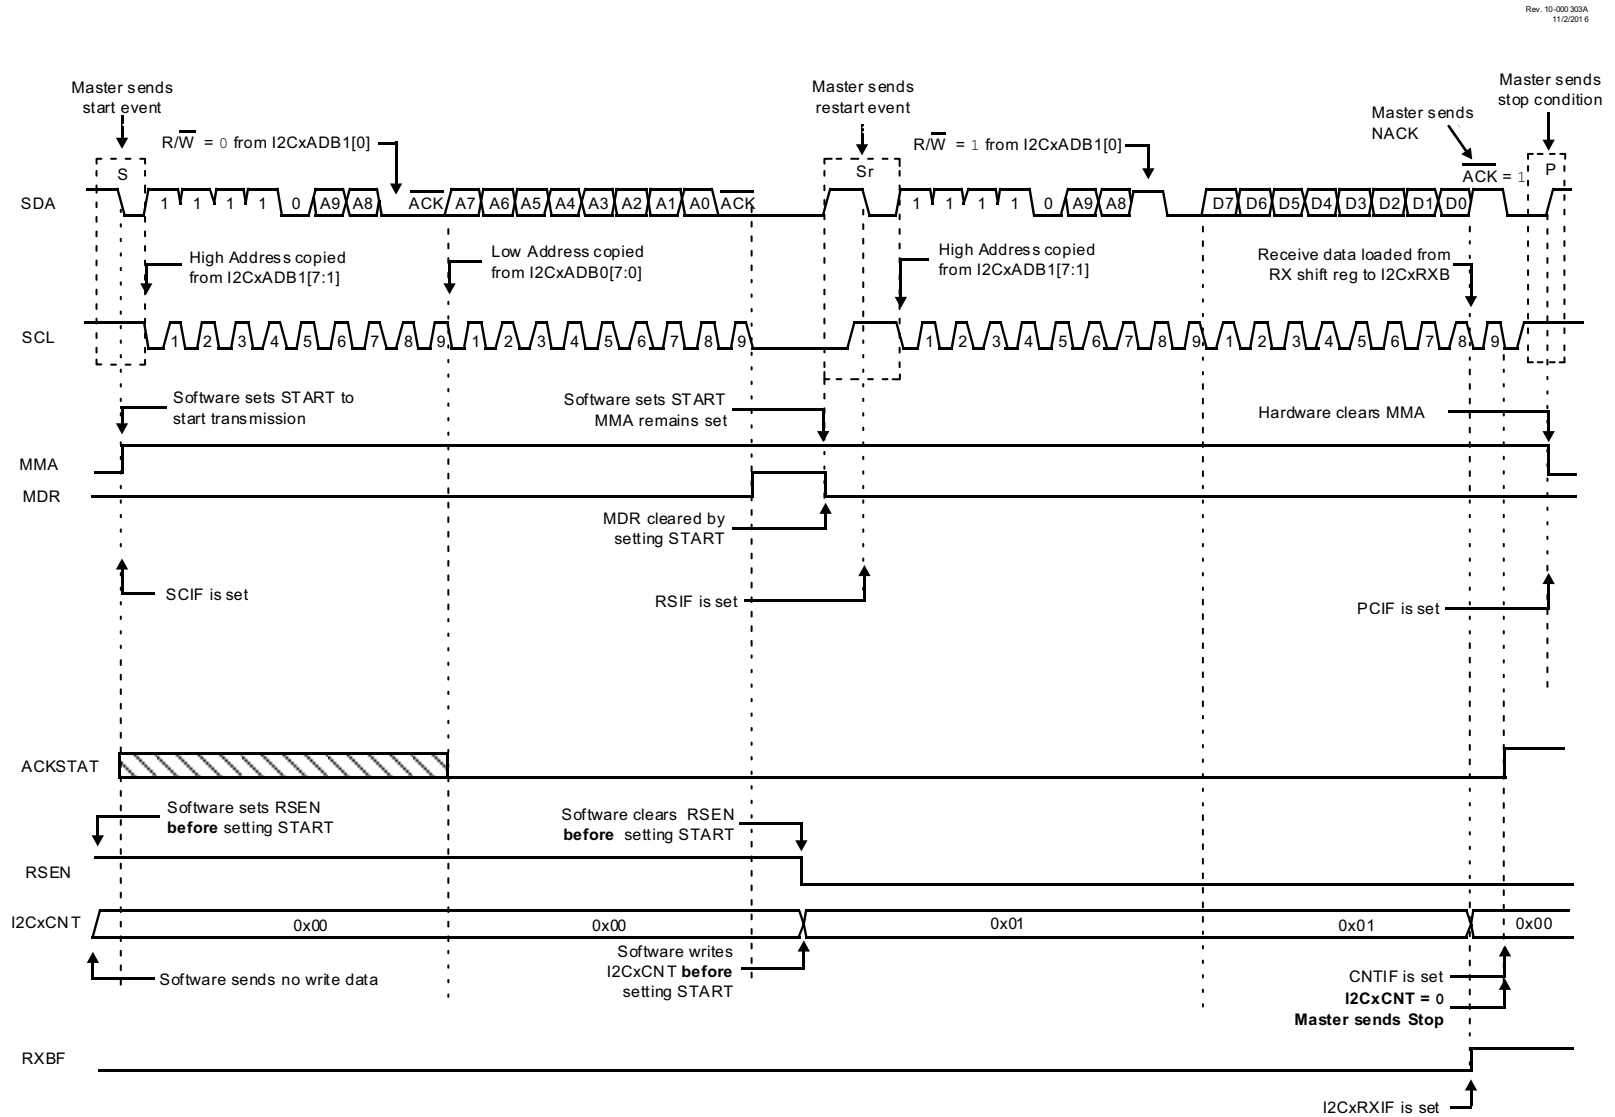 Rev. 10-000303A
11/2/2016
Master sends
start event
Master sends
restart event
Master sends
stop condition
Master sends
NACK
R/W = 0 from I2CxADB1[0]
R/W = 1 from I2CxADB1[0]
ACK = 1
S
Sr
P
SDA
1 1 1 1 0 A9 A8 ACK A7 A6 A5 A4 A3 A2 A1 A0 ACK
1 1 1 1 0 A9 A8
D7 D6 D5 D4 D3 D2 D1 D0
High Address copied
from I2CxADB1[7:1]
Low Address copied
from I2CxADB0[7:0]
High Address copied
from I2CxADB1[7:1]
Receive data loaded from
RX shift reg to I2CxRXB
SCL
1 2 3 4 5 6 7 8 9 1 2 3 4 5 6 7 8 9
1 2 3 4 5 6 7 8 9 1 2 3 4 5 6 7 8 9
Software sets START to
start transmission
Software sets START
MMA remains set
Hardware clears MMA
MMA
MDR
MDR cleared by
setting START
SCIF is set
RSIF is set
PCIF is set
ACKSTAT
Software sets RSEN
before setting START
Software clears RSEN
before setting START
RSEN
I2CxCNT
0x00
0x00
0x01
0x01
0x00
Software sends no write data
Software writes
I2CxCNT before
setting START
CNTIF is set
I2CxCNT = 0
Master sends Stop
RXBF
I2CxRXIF is set